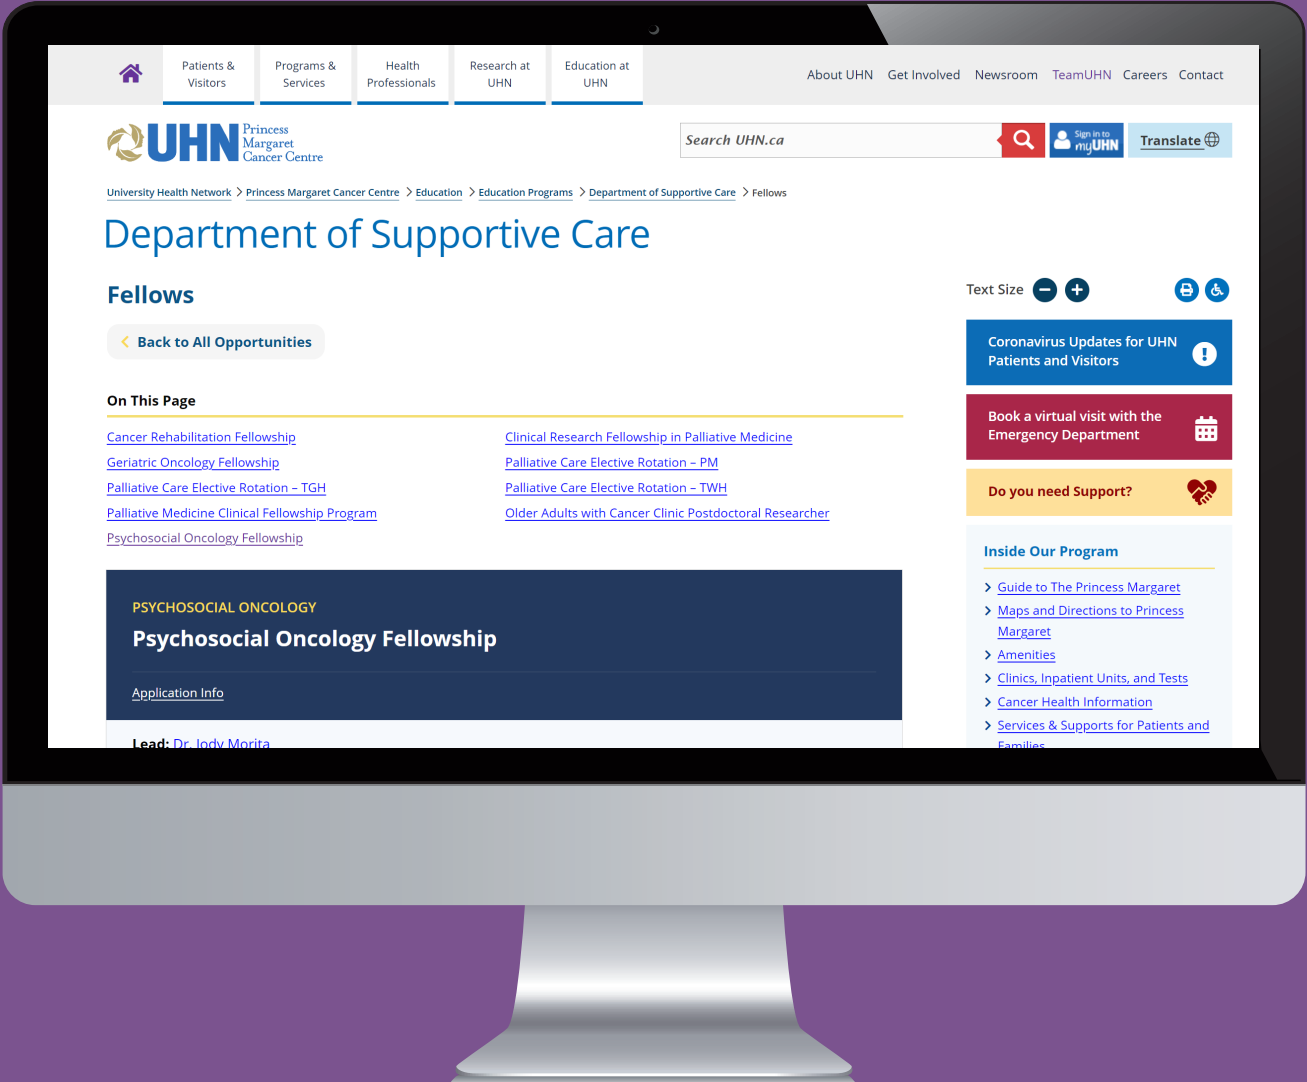 Patients &
Visitors
Programs &
Services
Health
Professionals
Research at
UHN
Education at
UHN
About UHN
Get Involved
Newsroom
TeamUHN
Careers
Contact
UHN
Princess
Margaret
Cancer Centre
Search UHN.ca
Sign in to
myUHN
Translate
University Health Network > Princess Margaret Cancer Centre > Education > Education Programs > Department of Supportive Care > Fellows
Department of Supportive Care
Fellows
Back to All Opportunities
On This Page
Cancer Rehabilitation Fellowship
Clinical Research Fellowship in Palliative Medicine
Geriatric Oncology Fellowship
Palliative Care Elective Rotation – PM
Palliative Care Elective Rotation – TGH
Palliative Care Elective Rotation – TWH
Palliative Medicine Clinical Fellowship Program
Older Adults with Cancer Clinic Postdoctoral Researcher
Psychosocial Oncology Fellowship
PSYCHOSOCIAL ONCOLOGY
Psychosocial Oncology Fellowship
Application Info
Lead: Dr. Jody Morita
Text Size
Coronavirus Updates for UHN
Patients and Visitors
Book a virtual visit with the
Emergency Department
Do you need Support?
Inside Our Program
Guide to The Princess Margaret
Maps and Directions to Princess
Margaret
Amenities
Clinics, Inpatient Units, and Tests
Cancer Health Information
Services & Supports for Patients and
Families